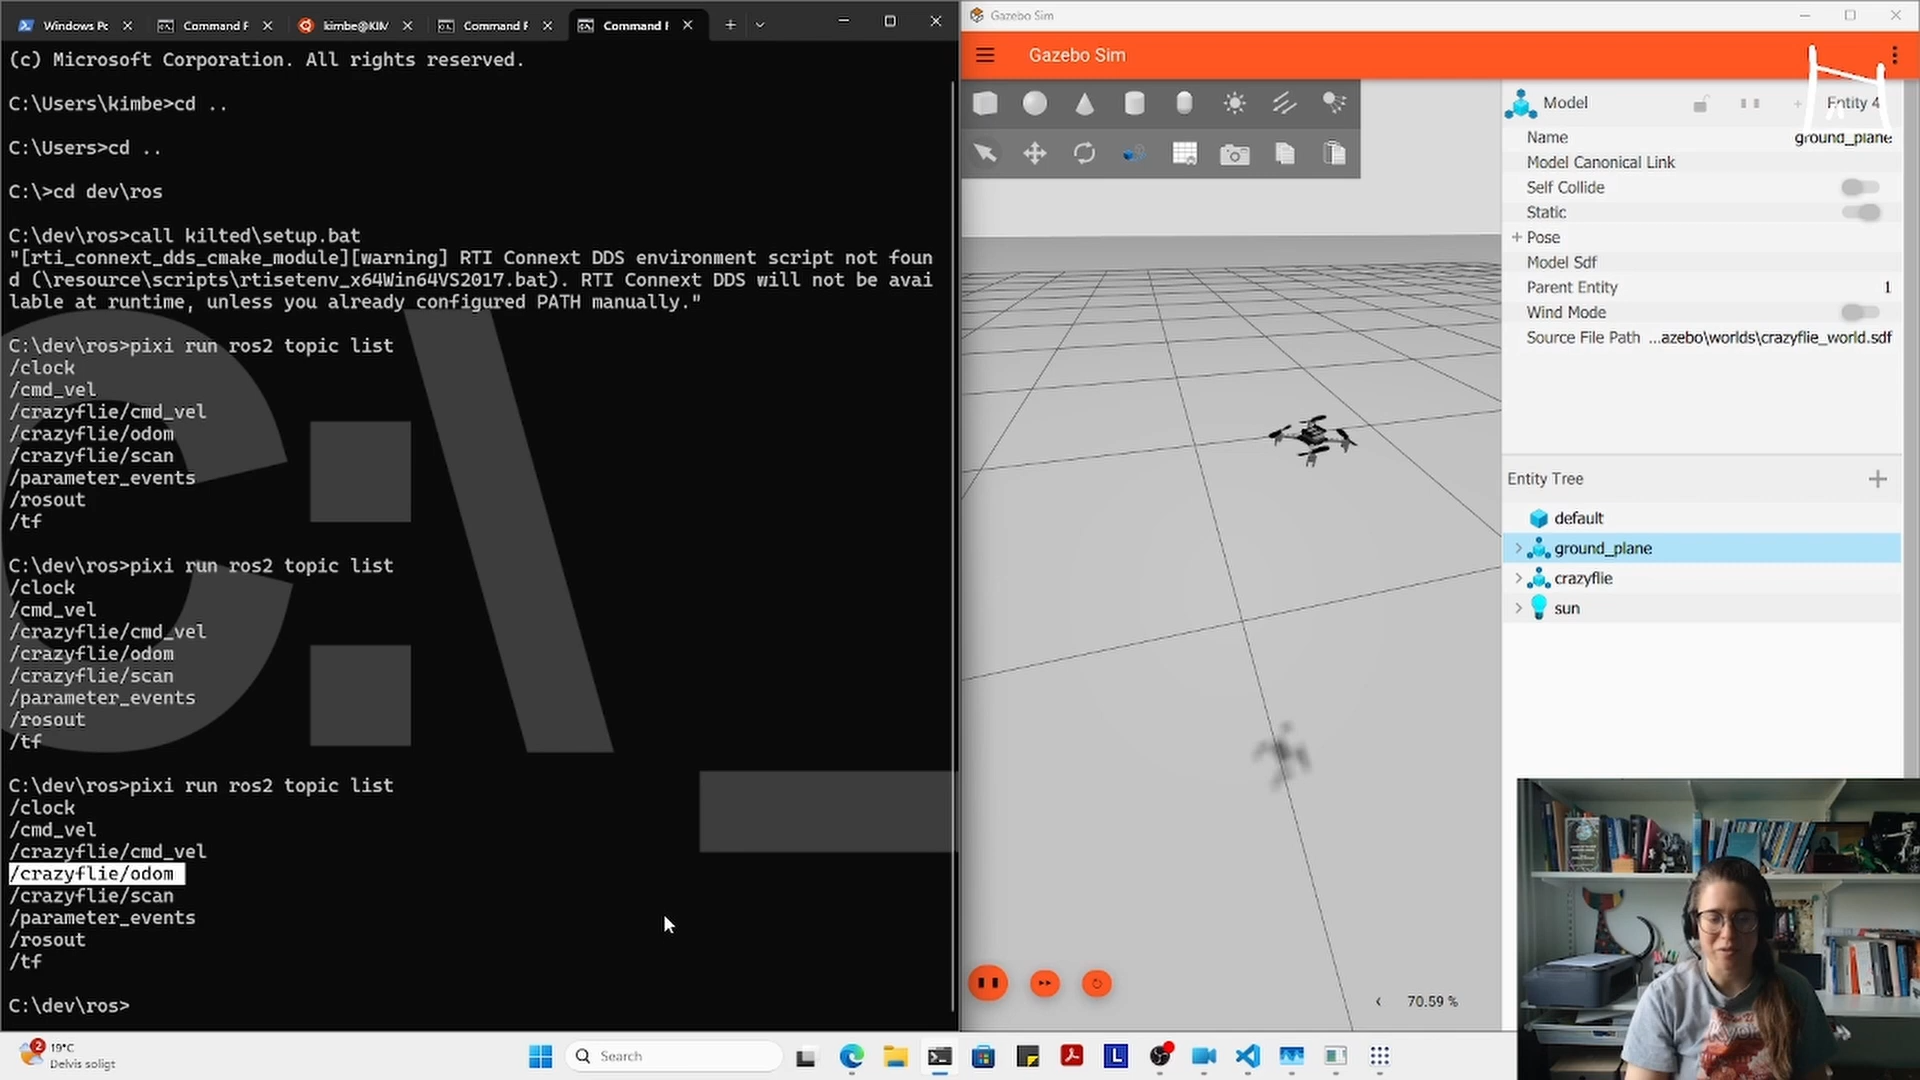 Windows Pc
Command F
kimbe@KIM
Command F
Command F
(c) Microsoft Corporation. All rights reserved.
C:\Users\kimbe>cd ..
C:\Users>cd ..
C:\>cd dev\ros
C:\dev\ros>call kilted\setup.bat
"[rti_connext_dds_cmake_module][warning] RTI Connext DDS environment script not foun
d (\resource\scripts\rtisetenv_x64Win64VS2017.bat). RTI Connext DDS will not be avai
lable at runtime, unless you already configured PATH manually."
C:\dev\ros>pixi run ros2 topic list
/clock
/cmd_vel
/crazyflie/cmd_vel
/crazyflie/odom
/crazyflie/scan
/parameter_events
/rosout
/tf
C:\dev\ros>pixi run ros2 topic list
/clock
/cmd_vel
/crazyflie/cmd_vel
/crazyflie/odom
/crazyflie/scan
/parameter_events
/rosout
/tf
C:\dev\ros>pixi run ros2 topic list
/clock
/cmd_vel
/crazyflie/cmd_vel
/crazyflie/odom
/crazyflie/scan
/parameter_events
/rosout
/tf
C:\dev\ros>
Gazebo Sim
Gazebo Sim
Model Entity 4
Name ground_plane
Model Canonical Link
Self Collide
Static
Pose
Model Sdf
Parent Entity 1
Wind Mode
Source File Path ...azebo\worlds\crazyflie_world.sdf
Entity Tree
default
ground_plane
crazyflie
sun
70.59 %
2
19°C
Delvis soligt
Search